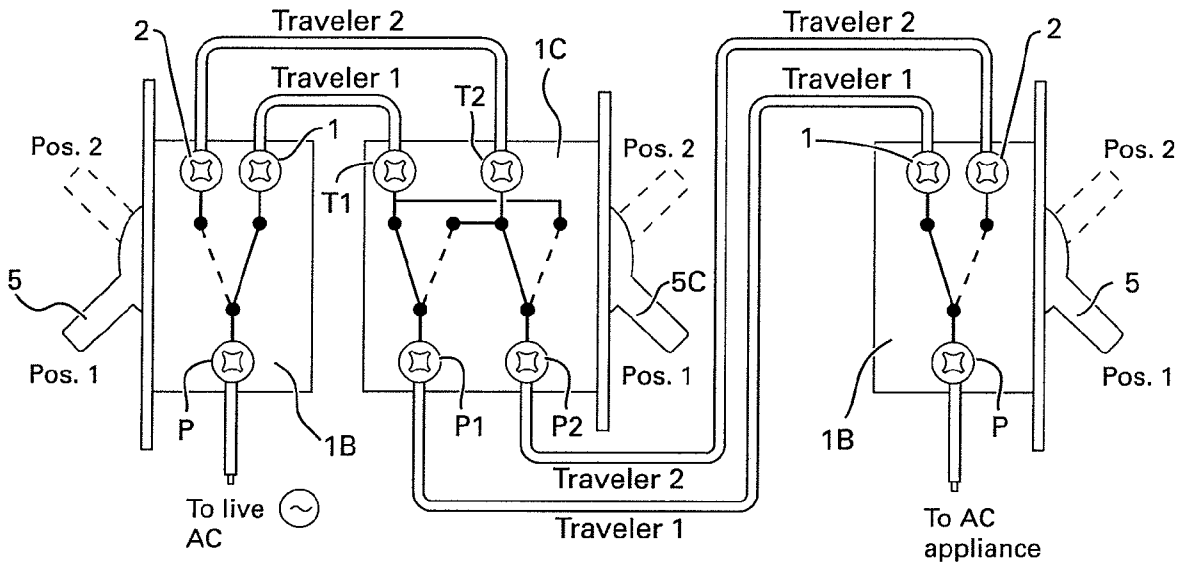 Traveler 2
Traveler 1
2
1
1C
T2
T1
Pos. 2
5
Pos. 1
P
1B
To live
AC
Pos. 2
5C
Pos. 1
P1
P2
Traveler 2
Traveler 1
Traveler 2
Traveler 1
2
1
Pos. 2
5
Pos. 1
1B
P
To AC
appliance